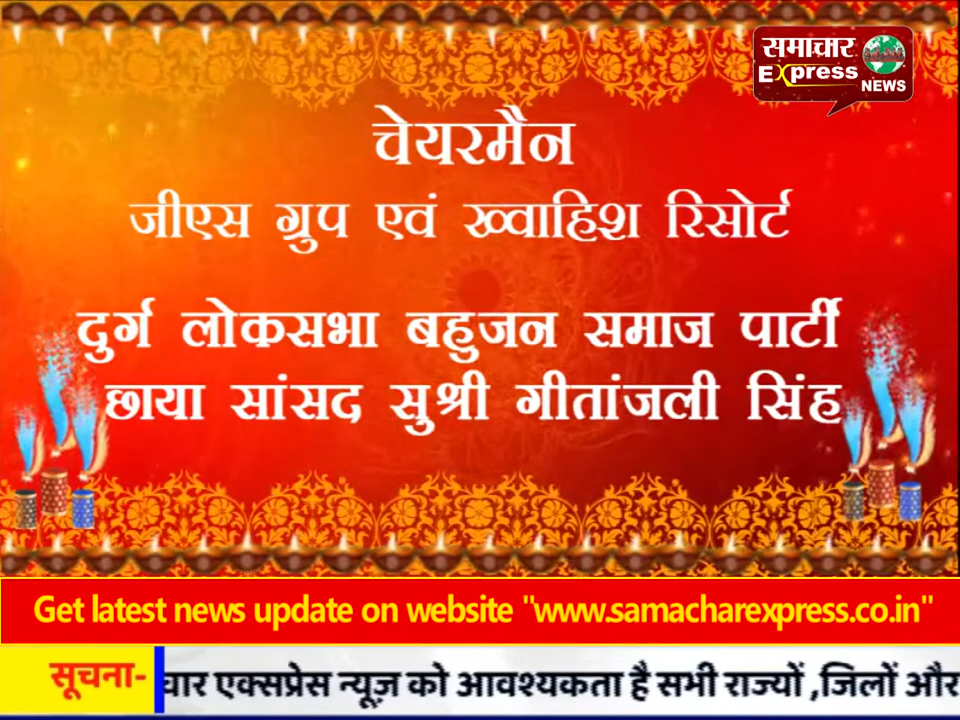 समाचार
Express
NEWS
चेयरमैन
जीएस ग्रुप एवं ख्वाहिश रिसोर्ट
दुर्ग लोकसभा बहुजन समाज पार्टी
छाया सांसद सुश्री गीतांजली सिंह
Get latest news update on website "www.samacharexpress.co.in"
सूचना- चार एक्सप्रेस न्यूज़ को आवश्यकता है सभी राज्यों ,जिलों और